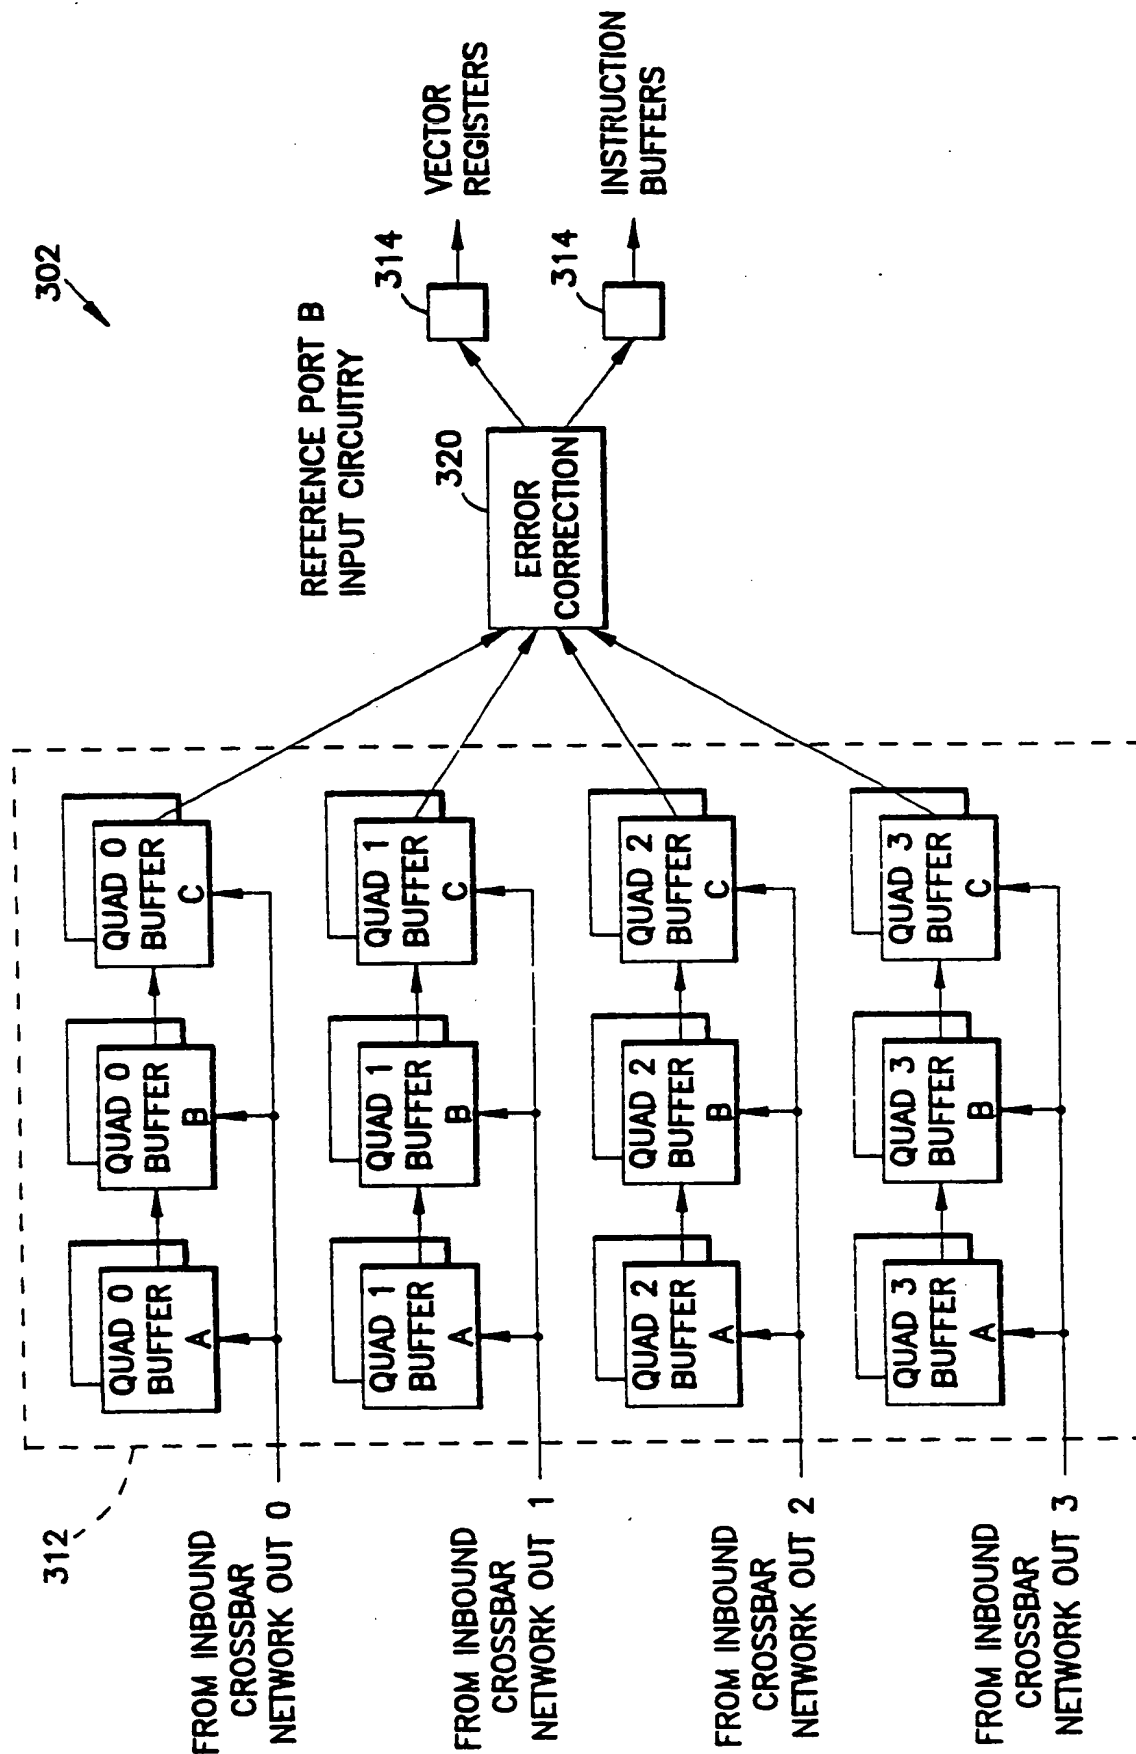 302
REFERENCE PORT B
INPUT CIRCUITRY
312
FROM INBOUND
CROSSBAR
NETWORK OUT 0
QUAD 0
BUFFER
A
QUAD 0
BUFFER
B
QUAD 0
BUFFER
C
FROM INBOUND
CROSSBAR
NETWORK OUT 1
QUAD 1
BUFFER
A
QUAD 1
BUFFER
B
QUAD 1
BUFFER
C
FROM INBOUND
CROSSBAR
NETWORK OUT 2
QUAD 2
BUFFER
A
QUAD 2
BUFFER
B
QUAD 2
BUFFER
C
FROM INBOUND
CROSSBAR
NETWORK OUT 3
QUAD 3
BUFFER
A
QUAD 3
BUFFER
B
QUAD 3
BUFFER
C
320
ERROR
CORRECTION
314
VECTOR
REGISTERS
314
INSTRUCTION
BUFFERS